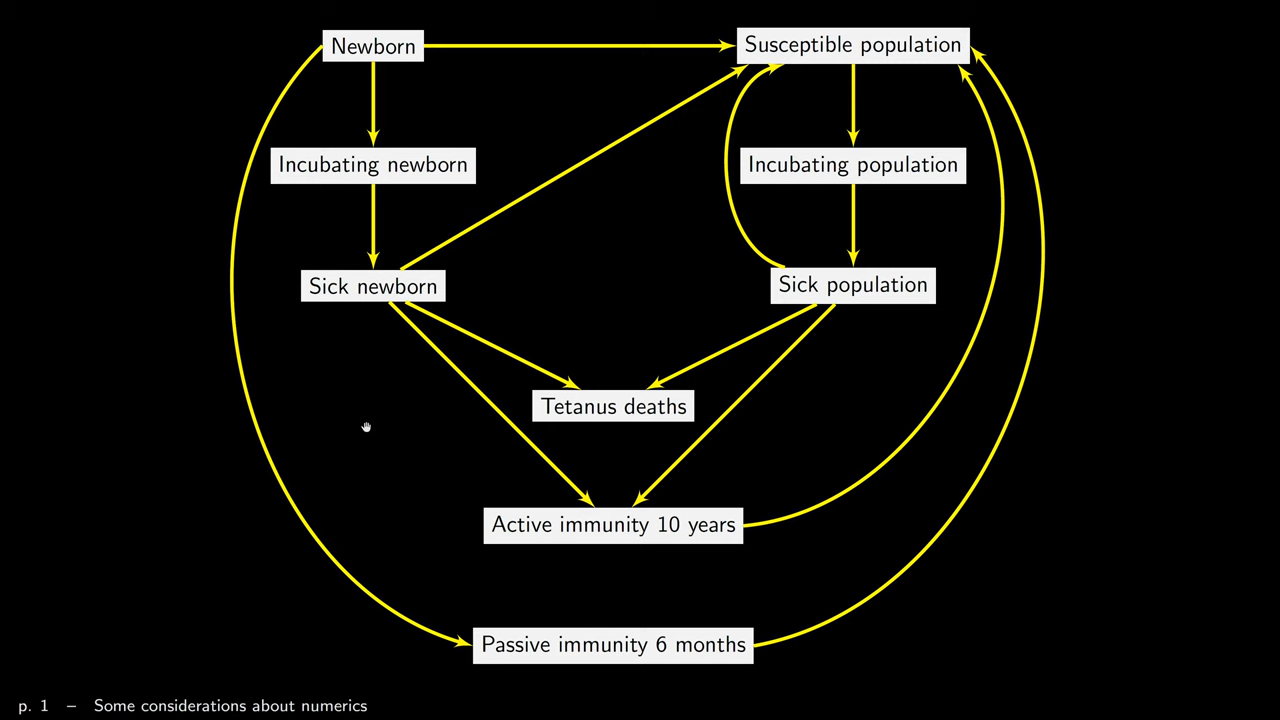 Newborn
Susceptible population
Incubating newborn
Incubating population
Sick newborn
Sick population
Tetanus deaths
Active immunity 10 years
Passive immunity 6 months
p. 1 – Some considerations about numerics